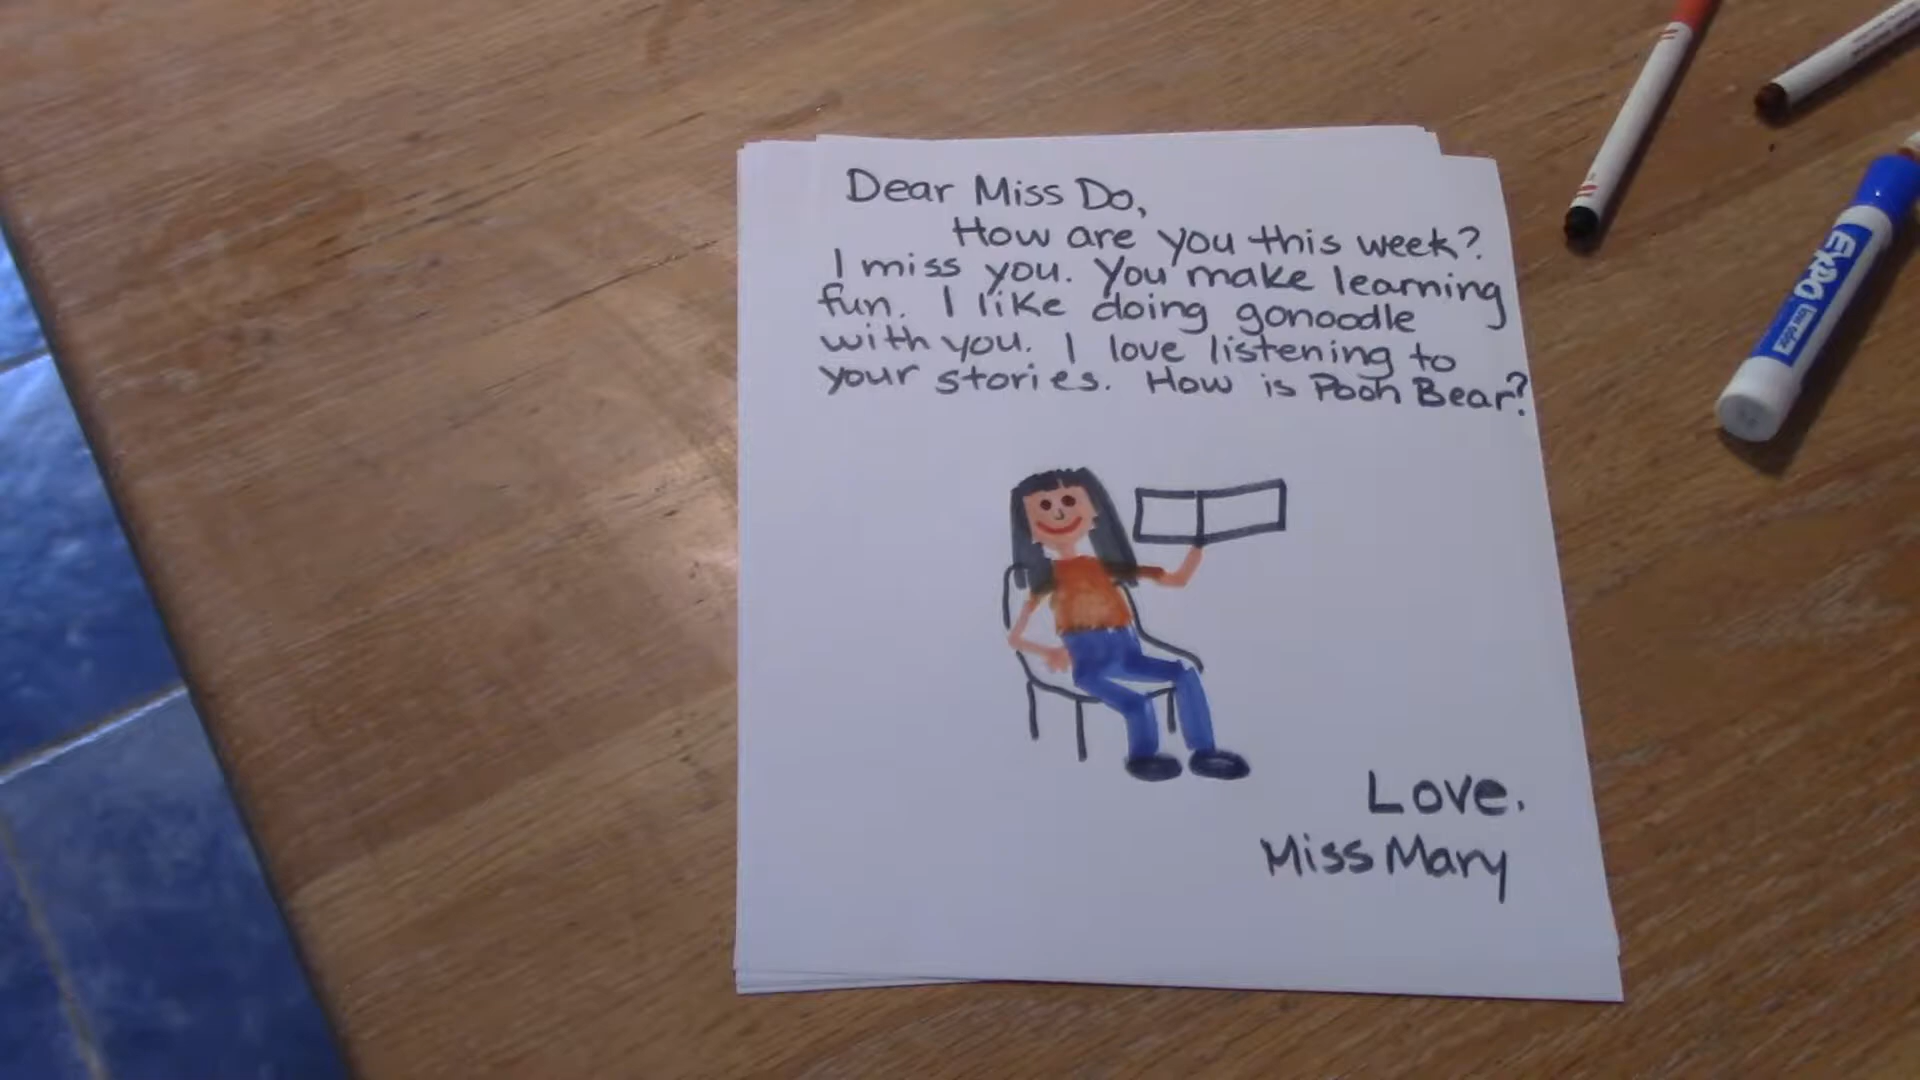 Dear Miss Do,
How are you this week?
I miss you. You make learning
fun. I like doing gonoodle
with you. I love listening to
your stories. How is Pooh Bear?
Love.
Miss Mary
EXPO